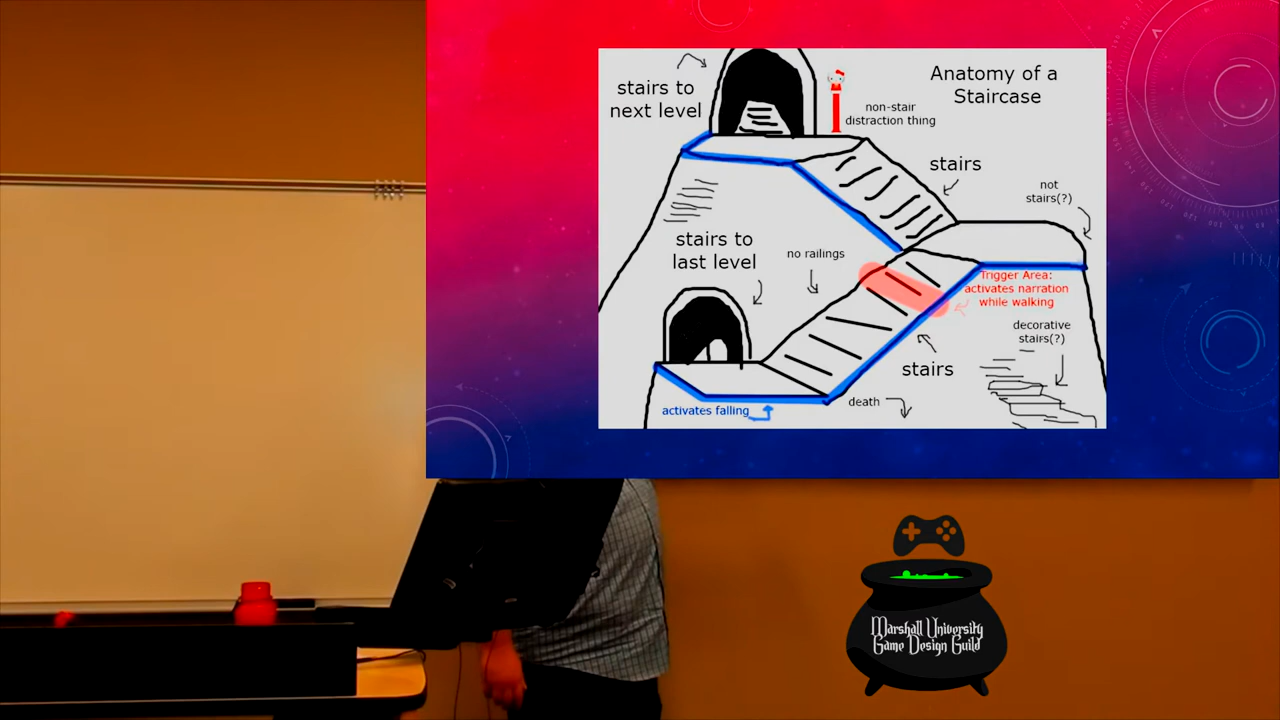 Anatomy of a
Staircase
stairs to
next level
non-stair
distraction thing
stairs
not
stairs(?)
stairs to
last level
no railings
Trigger Area:
activates narration
while walking
decorative
stairs(?)
stairs
death
activates falling
Marshall University
Game Design Guild